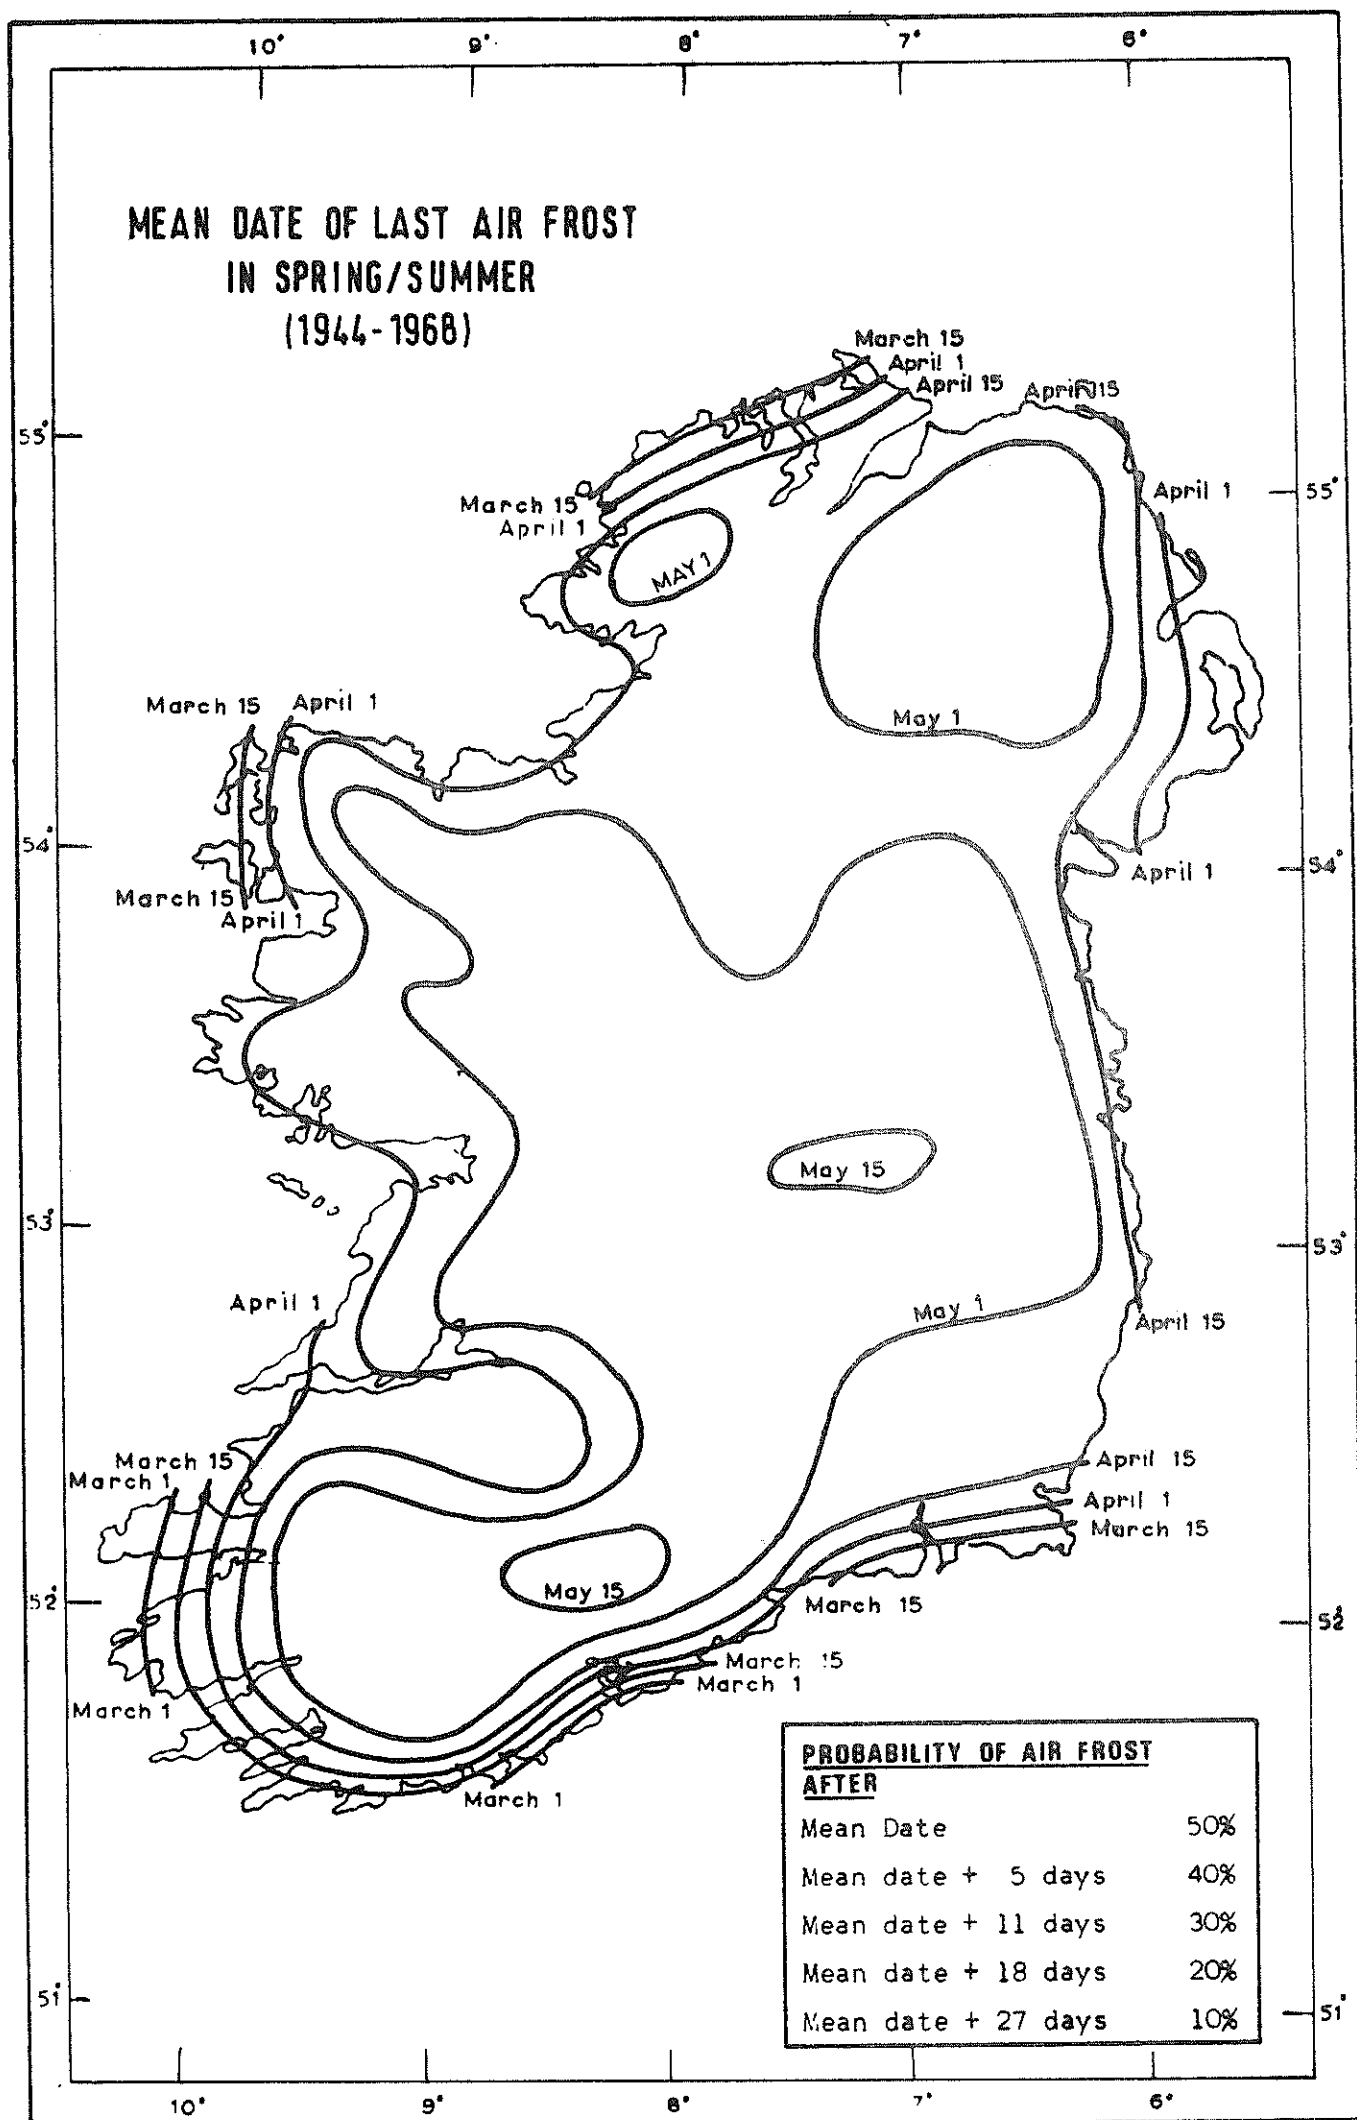 10° 9° 8° 7° 6°
MEAN DATE OF LAST AIR FROST
IN SPRING/SUMMER
(1944-1968)
March 15
April 1
April 15
April 15
55°
March 15
April 1
April 1
55°
MAY 1
March 15 April 1
May 1
54°
March 15
April 1
April 1
54°
May 15
53°
53°
April 1
May 1
April 15
March 15
March 1
April 15
April 1
March 15
52°
May 15
March 15
52°
March 15
March 1
March 1
March 1
PROBABILITY OF AIR FROST
AFTER
Mean Date 50%
Mean date + 5 days 40%
Mean date + 11 days 30%
Mean date + 18 days 20%
Mean date + 27 days 10%
51°
51°
10° 9° 8° 7° 6°